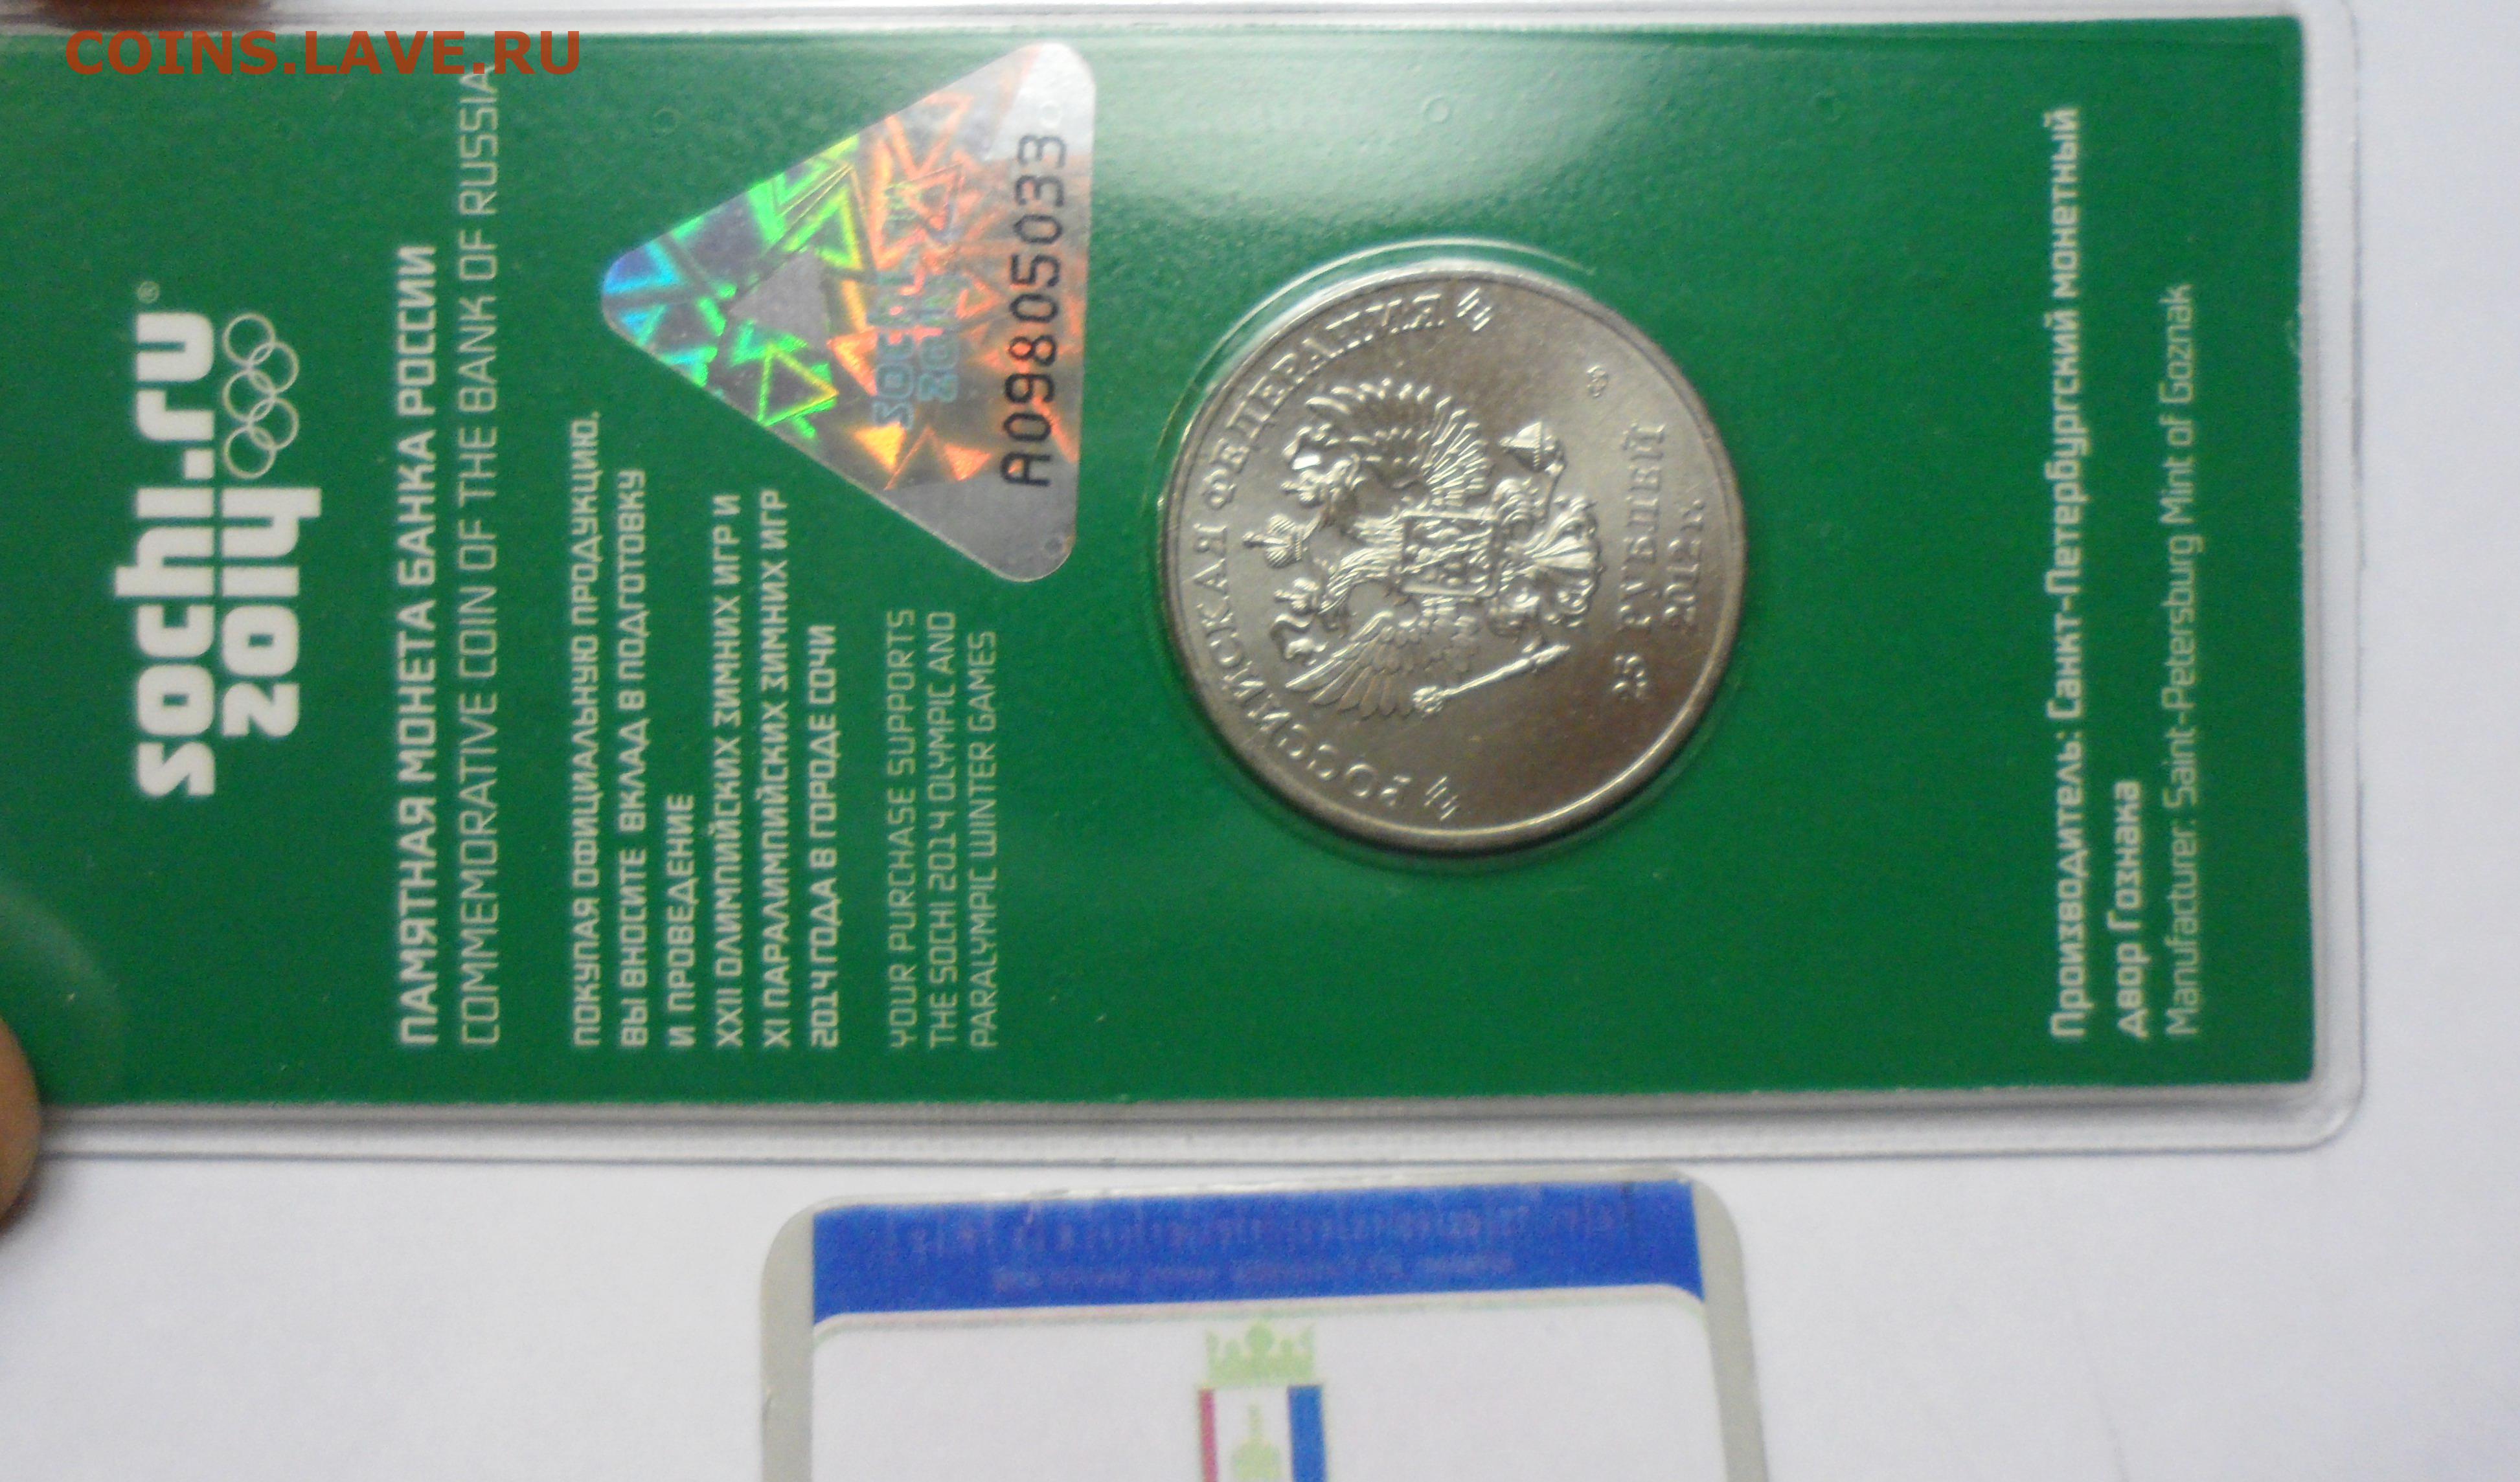 COINS.LAVE.RU
sochi.ru
2014
®
ПАМЯТНАЯ МОНЕТА БАНКА РОССИИ
COMMEMORATIVE COIN OF THE BANK OF RUSSIA
ПОКУПАЯ ОФИЦИАЛЬНУЮ ПРОДУКЦИЮ,
ВЫ ВНОСИТЕ ВКЛАД В ПОДГОТОВКУ
И ПРОВЕДЕНИЕ
XXII ОЛИМПИЙСКИХ ЗИМНИХ ИГР И
XI ПАРАЛИМПИЙСКИХ ЗИМНИХ ИГР
2014 ГОДА В ГОРОДЕ СОЧИ
YOUR PURCHASE SUPPORTS
THE SOCHI 2014 OLYMPIC AND
PARALYMPIC WINTER GAMES
sochi
2014
A09805033
РОССИЙСКАЯ ФЕДЕРАЦИЯ
25 РУБЛЕЙ
2012 г.
Производитель: Санкт-Петербургский монетный
двор Гознака
Manufacturer: Saint-Petersburg Mint of Goznak